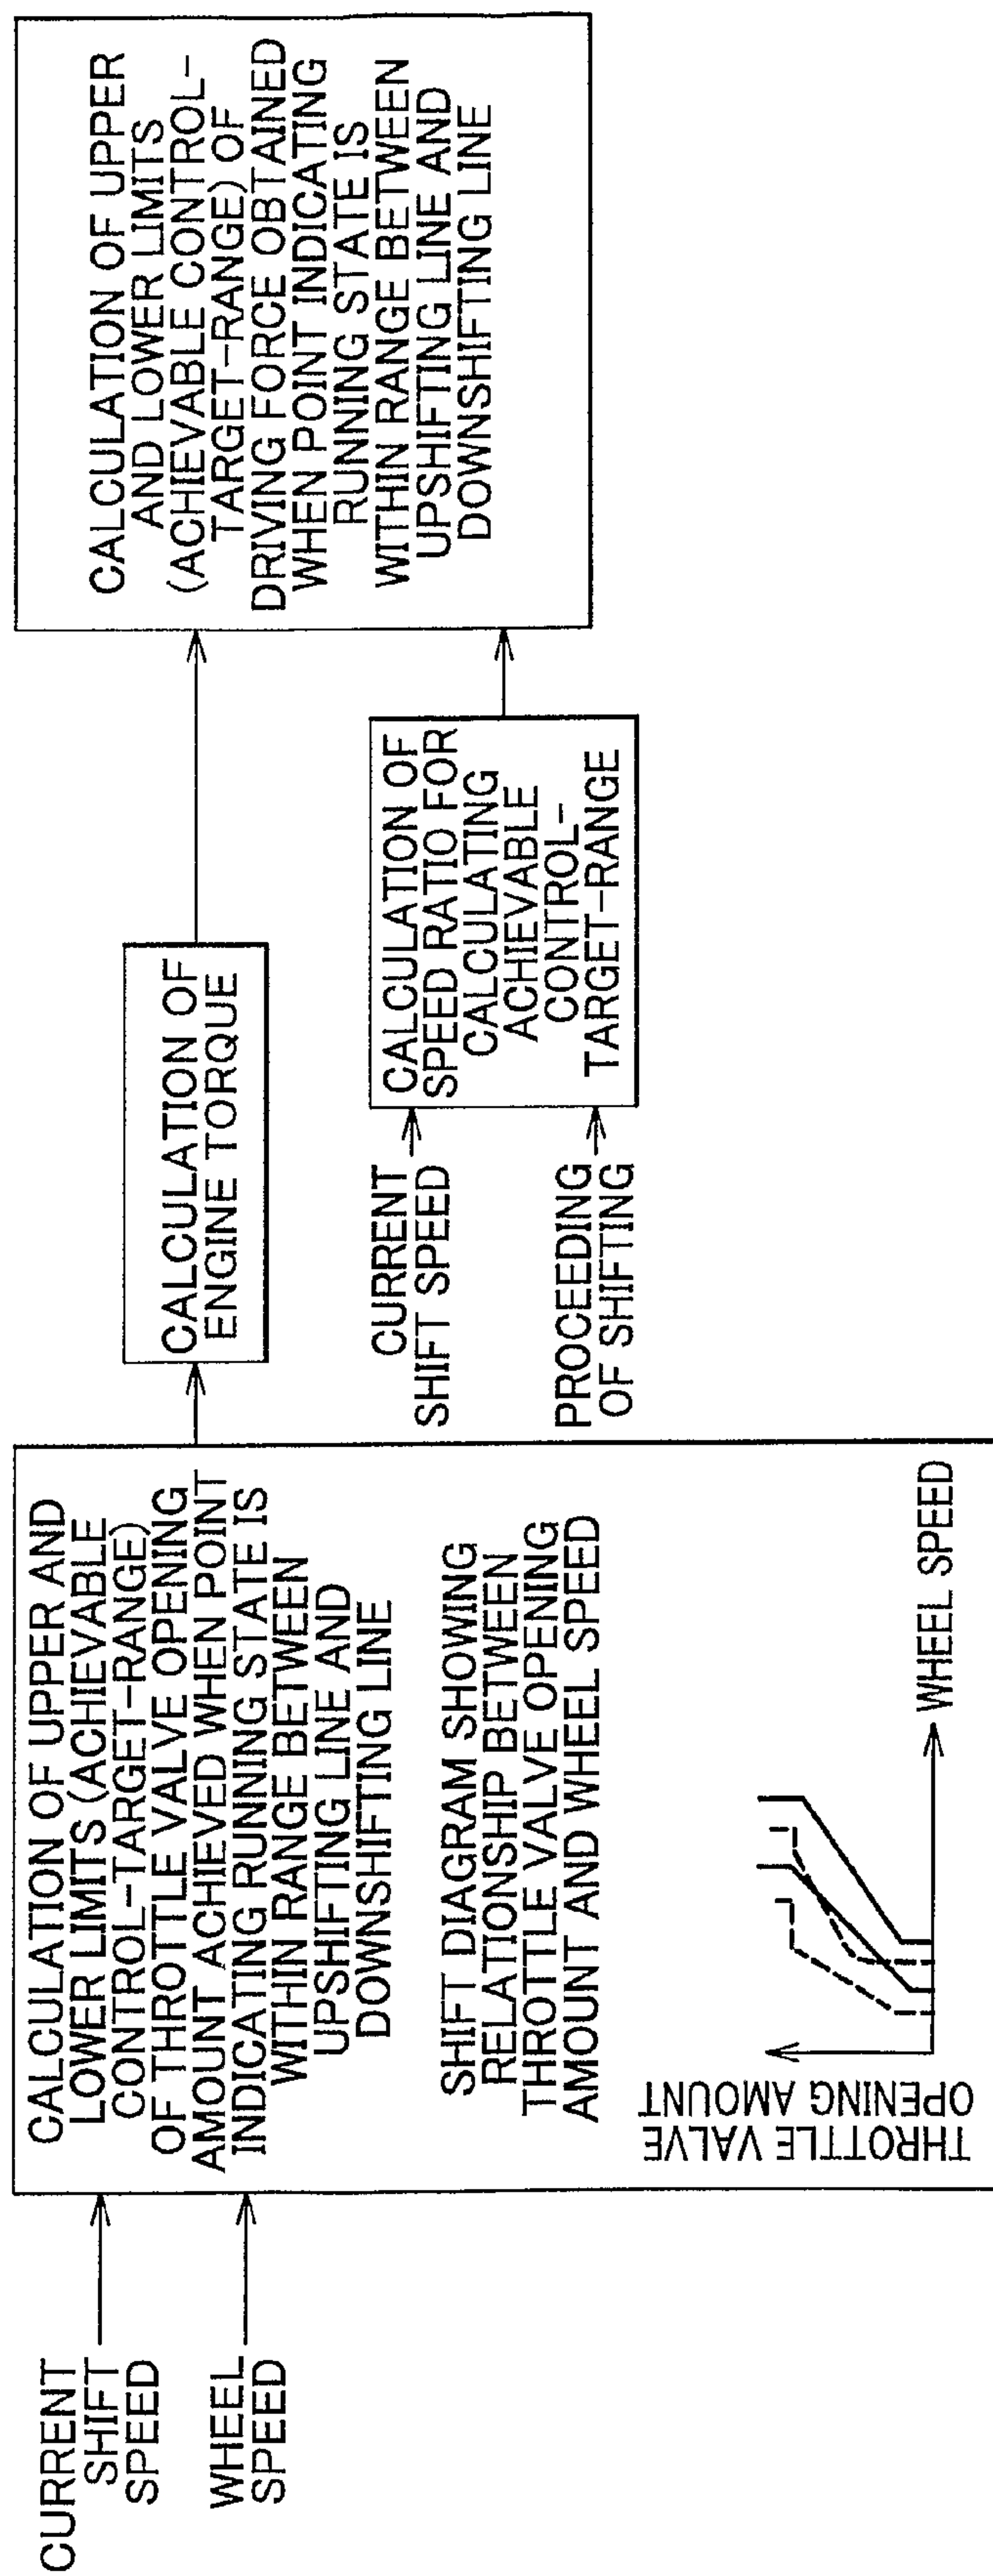 CURRENT
SHIFT
SPEED
WHEEL
SPEED
CALCULATION OF UPPER AND
LOWER LIMITS (ACHIEVABLE
CONTROL-TARGET-RANGE)
OF THROTTLE VALVE OPENING
AMOUNT ACHIEVED WHEN POINT
INDICATING RUNNING STATE IS
WITHIN RANGE BETWEEN
UPSHIFTING LINE AND
DOWNSHIFTING LINE
SHIFT DIAGRAM SHOWING
RELATIONSHIP BETWEEN
THROTTLE VALVE OPENING
AMOUNT AND WHEEL SPEED
THROTTLE VALVE
OPENING AMOUNT
WHEEL SPEED
CALCULATION OF
ENGINE TORQUE
CURRENT
SHIFT SPEED
PROCEEDING
OF SHIFTING
CALCULATION OF
SPEED RATIO FOR
CALCULATING
ACHIEVABLE
CONTROL-
TARGET-RANGE
CALCULATION OF UPPER
AND LOWER LIMITS
(ACHIEVABLE CONTROL-
TARGET-RANGE) OF
DRIVING FORCE OBTAINED
WHEN POINT INDICATING
RUNNING STATE IS
WITHIN RANGE BETWEEN
UPSHIFTING LINE AND
DOWNSHIFTING LINE